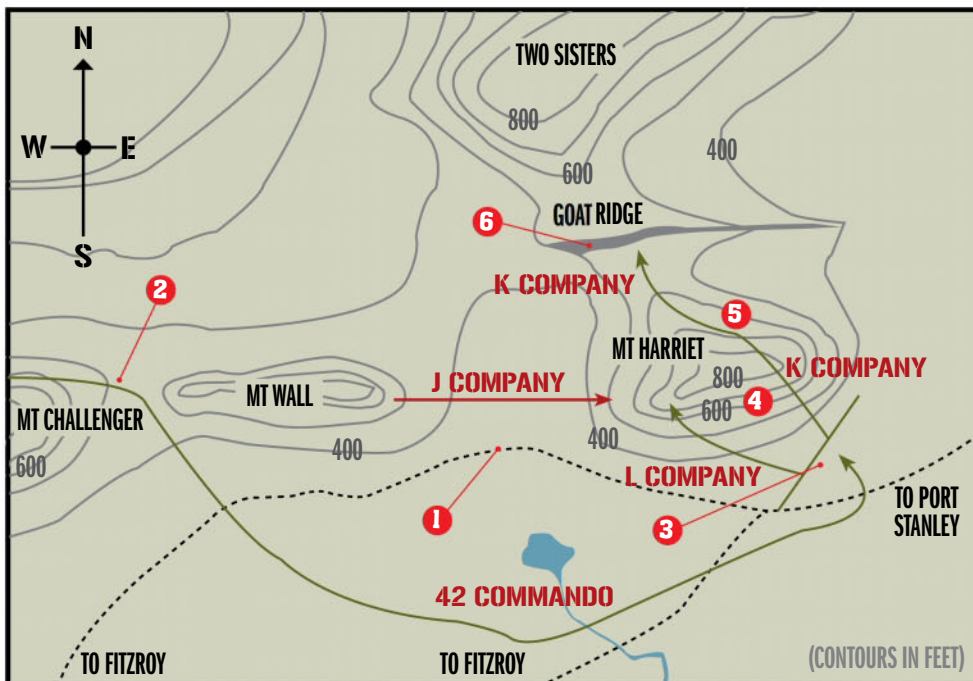 N
TWO SISTERS
800
W E
400
600
GOAT RIDGE
6
S
K COMPANY
2
5
MT HARRIET
K COMPANY
J COMPANY
800
MT WALL
4
MT CHALLENGER
600
400
400
600
L COMPANY
TO PORT
STANLEY
1
3
42 COMMANDO
TO FITZROY
TO FITZROY
(CONTOURS IN FEET)